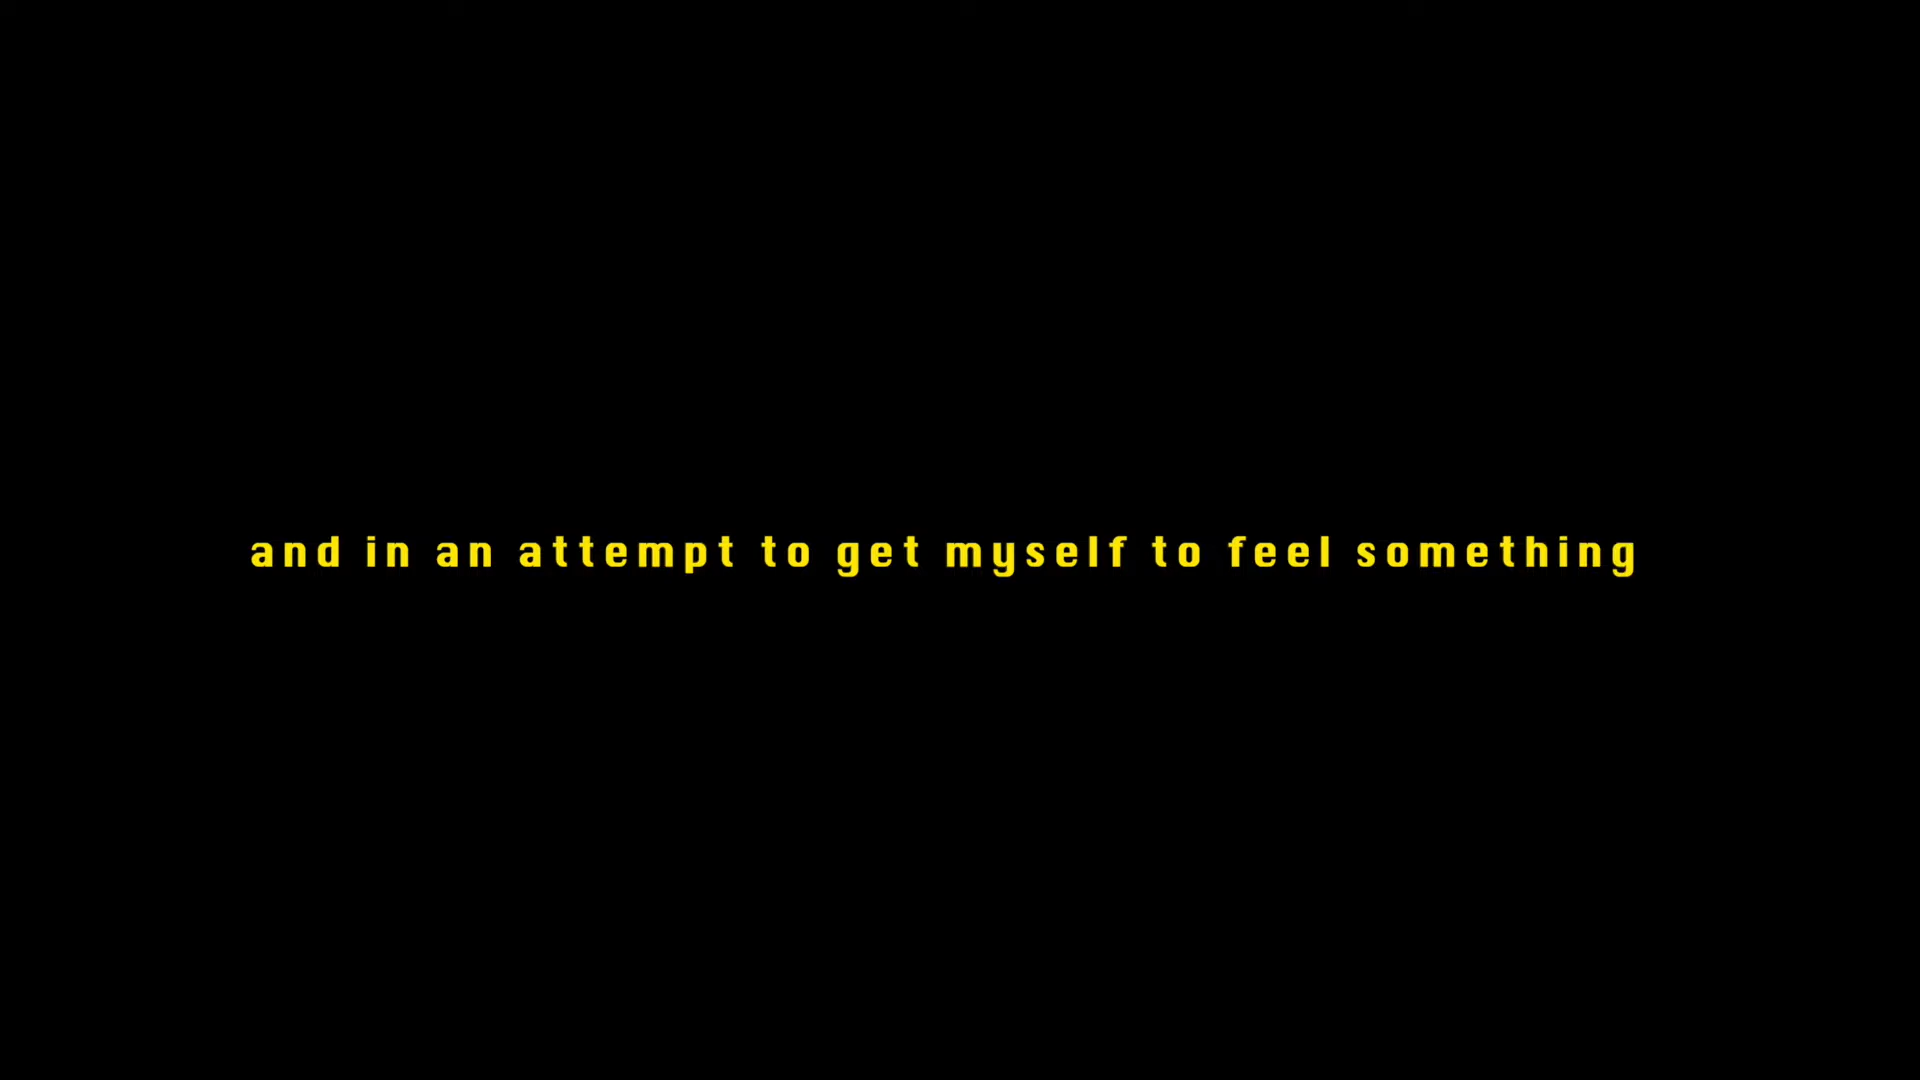 and in an attempt to get myself to feel something